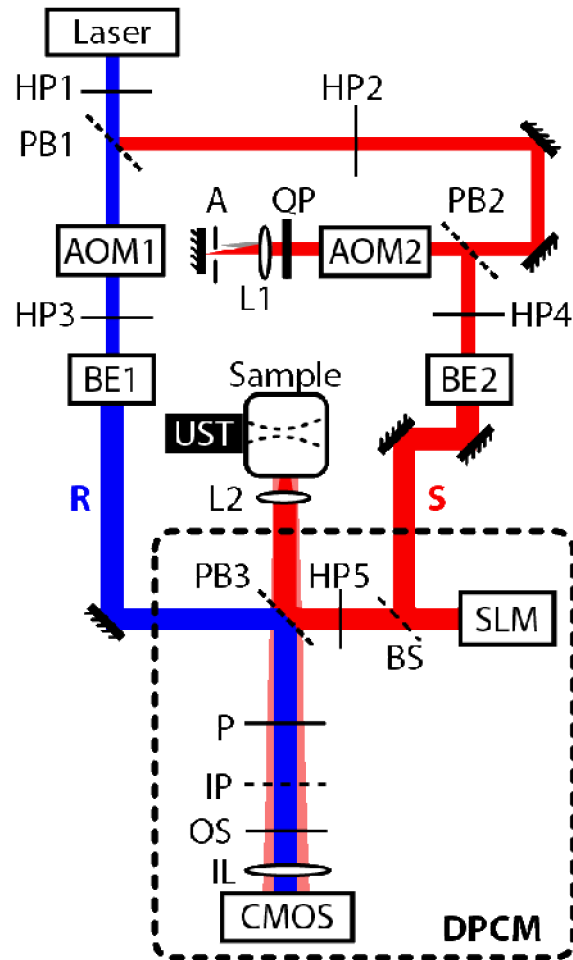 Laser
HP1
HP2
PB1
A
QP
PB2
AOM1
AOM2
L1
HP3
HP4
BE1
Sample
BE2
UST
R
L2
S
PB3
HP5
SLM
BS
P
IP
OS
IL
CMOS
DPCM